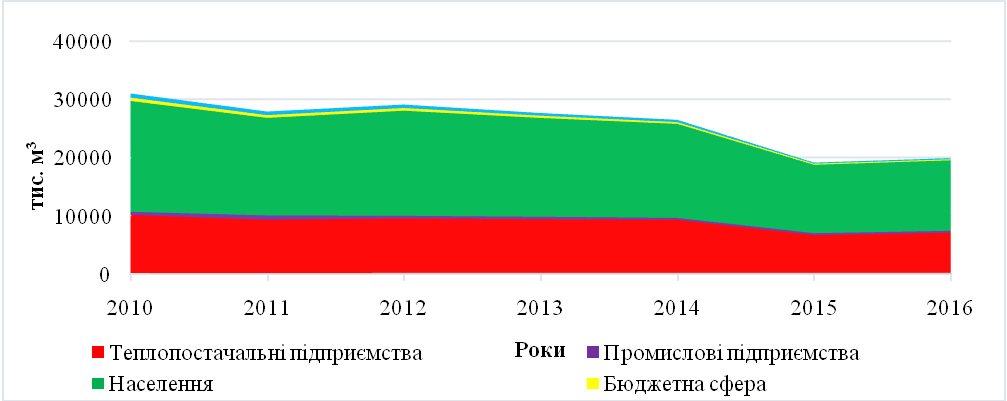 40000
30000
20000
10000
0
тис. м³
2010 2011 2012 2013 2014 2015 2016
Роки
Теплопостачальні підприємства Промислові підприємства
Населення Бюджетна сфера